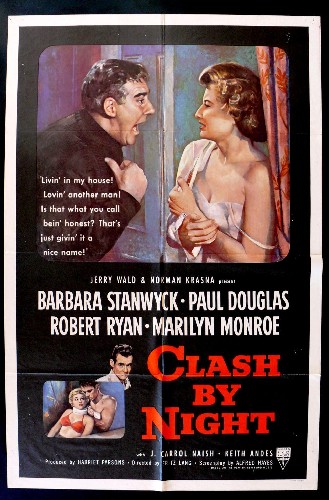 'Livin' in my house!
Lovin' another man!
Is that what you call
bein' honest? That's
just givin' it a
nice name!'
JERRY WALD & NORMAN KRASNA present
BARBARA STANWYCK · PAUL DOUGLAS
ROBERT RYAN · MARILYN MONROE
CLASH
BY
NIGHT
with J. CARROL NAISH · KEITH ANDES
Produced by HARRIET PARSONS · Directed by FRITZ LANG · Screenplay by ALFRED HAYES
RKO